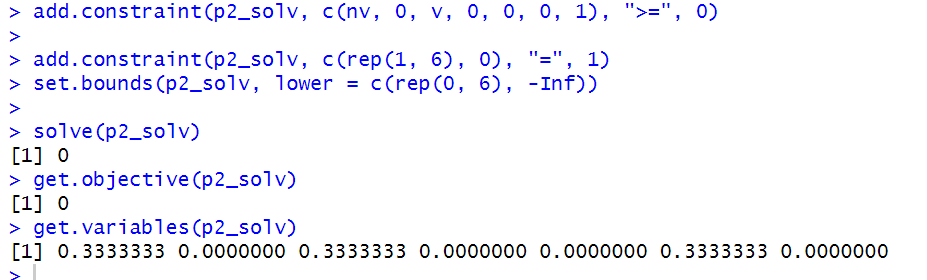 > add.constraint(p2_solv, c(nv, 0, v, 0, 0, 0, 1), ">=", 0)
>
> add.constraint(p2_solv, c(rep(1, 6), 0), "=", 1)
> set.bounds(p2_solv, lower = c(rep(0, 6), -Inf))
>
> solve(p2_solv)
[1] 0
> get.objective(p2_solv)
[1] 0
> get.variables(p2_solv)
[1] 0.3333333 0.0000000 0.3333333 0.0000000 0.0000000 0.3333333 0.0000000
>